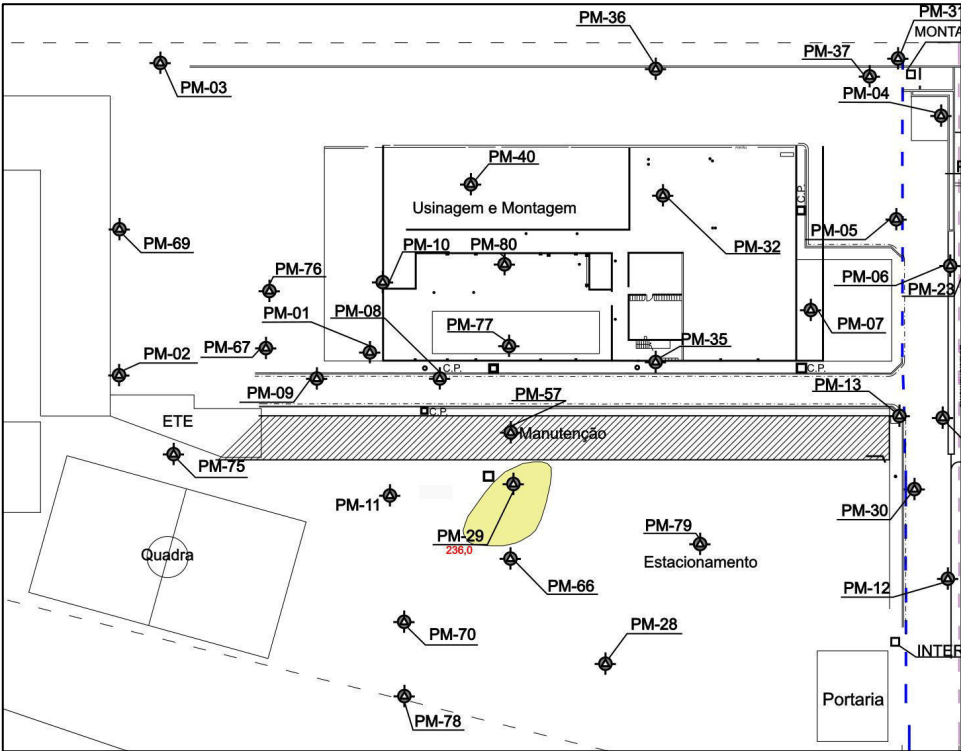 PM-31
PM-36
MONTA
PM-37
PM-03
PM-04
PM-40
C.P.
Usinagem e Montagem
PM-05
PM-69
PM-10
PM-80
PM-32
PM-76
PM-06
PM-23
PM-01
PM-08
PM-07
PM-77
PM-67
PM-35
PM-02
C.P.
C.P.
PM-09
PM-13
PM-57
C.P.
ETE
Manutenção
PM-75
PM-11
PM-30
PM-79
PM-29
236,0
Quadra
Estacionamento
PM-66
PM-12
PM-70
PM-28
INTER
Portaria
PM-78